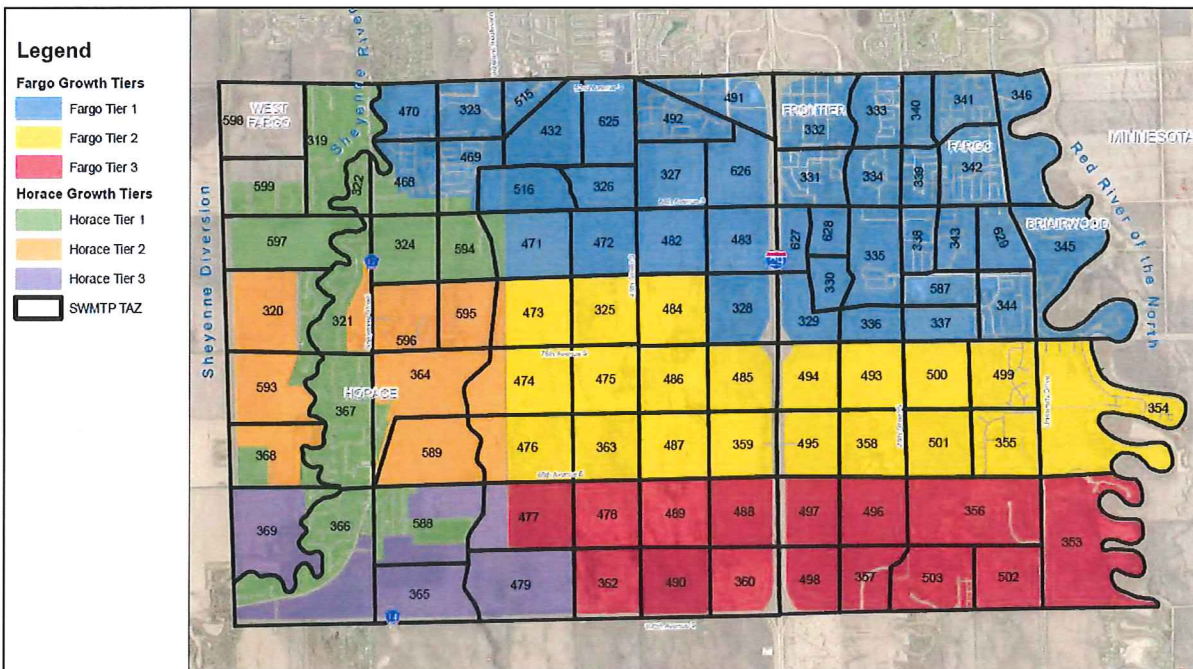 Legend
Fargo Growth Tiers
Fargo Tier 1
Fargo Tier 2
Fargo Tier 3
Horace Growth Tiers
Horace Tier 1
Horace Tier 2
Horace Tier 3
SWMTP TAZ
Sheyenne River
Sheyenne Diversion
Red River of the North
MINNESOTA
WEST FARGO
FRONTIER
FARGO
BRIARWOOD
HORACE
598 319 470 323 515 432 625 492 491 332 333 340 341 346
599 322 468 469 516 326 327 626 331 334 339 342
597 324 594 471 472 482 483 627 628 335 338 343 629 345
320 321 596 595 473 325 484 328 330 329 336 587 337 344
593 367 364 474 475 486 485 494 493 500 499 354
76th Avenue S
368 589 476 363 487 359 495 358 501 355
University Drive
369 366 588 477 478 489 488 497 496 356 353
365 479 362 490 360 498 357 503 502